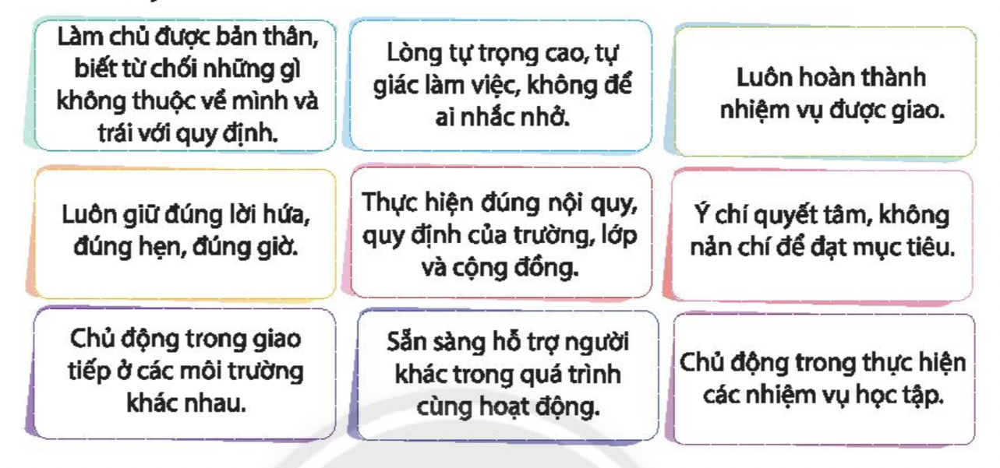 Làm chủ được bản thân,
biết từ chối những gì
không thuộc về mình và
trái với quy định.
Lòng tự trọng cao, tự
giác làm việc, không để
ai nhắc nhở.
Luôn hoàn thành
nhiệm vụ được giao.
Luôn giữ đúng lời hứa,
đúng hẹn, đúng giờ.
Thực hiện đúng nội quy,
quy định của trường, lớp
và cộng đồng.
Ý chí quyết tâm, không
nản chí để đạt mục tiêu.
Chủ động trong giao
tiếp ở các môi trường
khác nhau.
Sẵn sàng hỗ trợ người
khác trong quá trình
cùng hoạt động.
Chủ động trong thực hiện
các nhiệm vụ học tập.